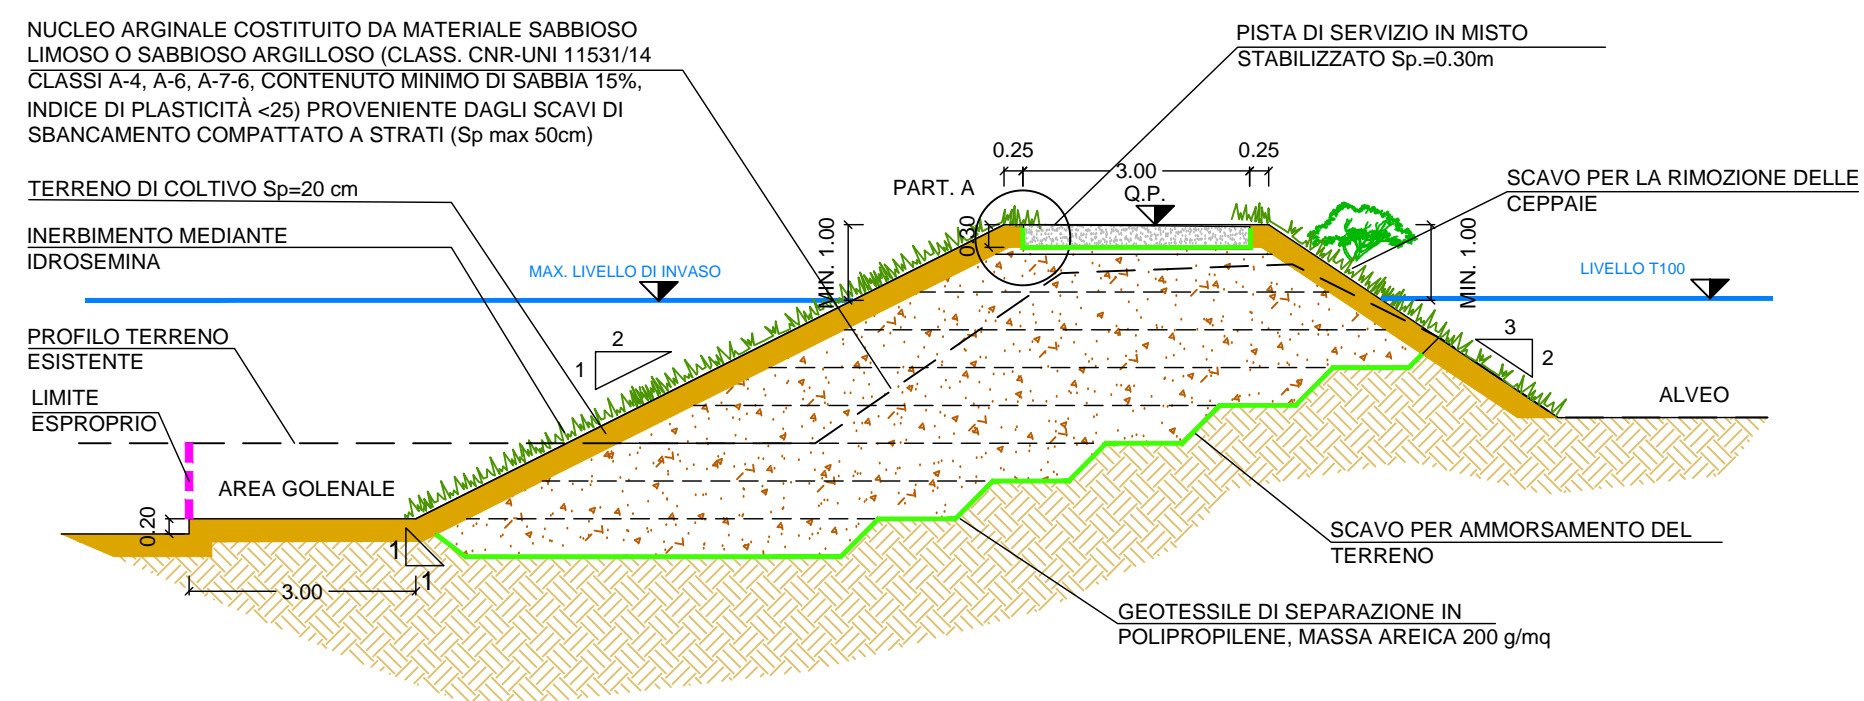 NUCLEO ARGINALE COSTITUITO DA MATERIALE SABBIOSO
LIMOSO O SABBIOSO ARGILLOSO (CLASS. CNR-UNI 11531/14
CLASSI A-4, A-6, A-7-6, CONTENUTO MINIMO DI SABBIA 15%,
INDICE DI PLASTICITÀ <25) PROVENIENTE DAGLI SCAVI DI
SBANCAMENTO COMPATTATO A STRATI (Sp max 50cm)
TERRENO DI COLTIVO Sp=20 cm
INERBIMENTO MEDIANTE
IDROSEMINA
PROFILO TERRENO
ESISTENTE
LIMITE
ESPROPRIO
AREA GOLENALE
0.20
3.00
1
1
MAX. LIVELLO DI INVASO
2
1
MIN. 1.00
PART. A
0.30
0.25
3.00
0.25
Q.P.
PISTA DI SERVIZIO IN MISTO
STABILIZZATO Sp.=0.30m
SCAVO PER LA RIMOZIONE DELLE
CEPPAIE
MIN. 1.00
LIVELLO T100
3
2
ALVEO
SCAVO PER AMMORSAMENTO DEL
TERRENO
GEOTESSILE DI SEPARAZIONE IN
POLIPROPILENE, MASSA AREICA 200 g/mq